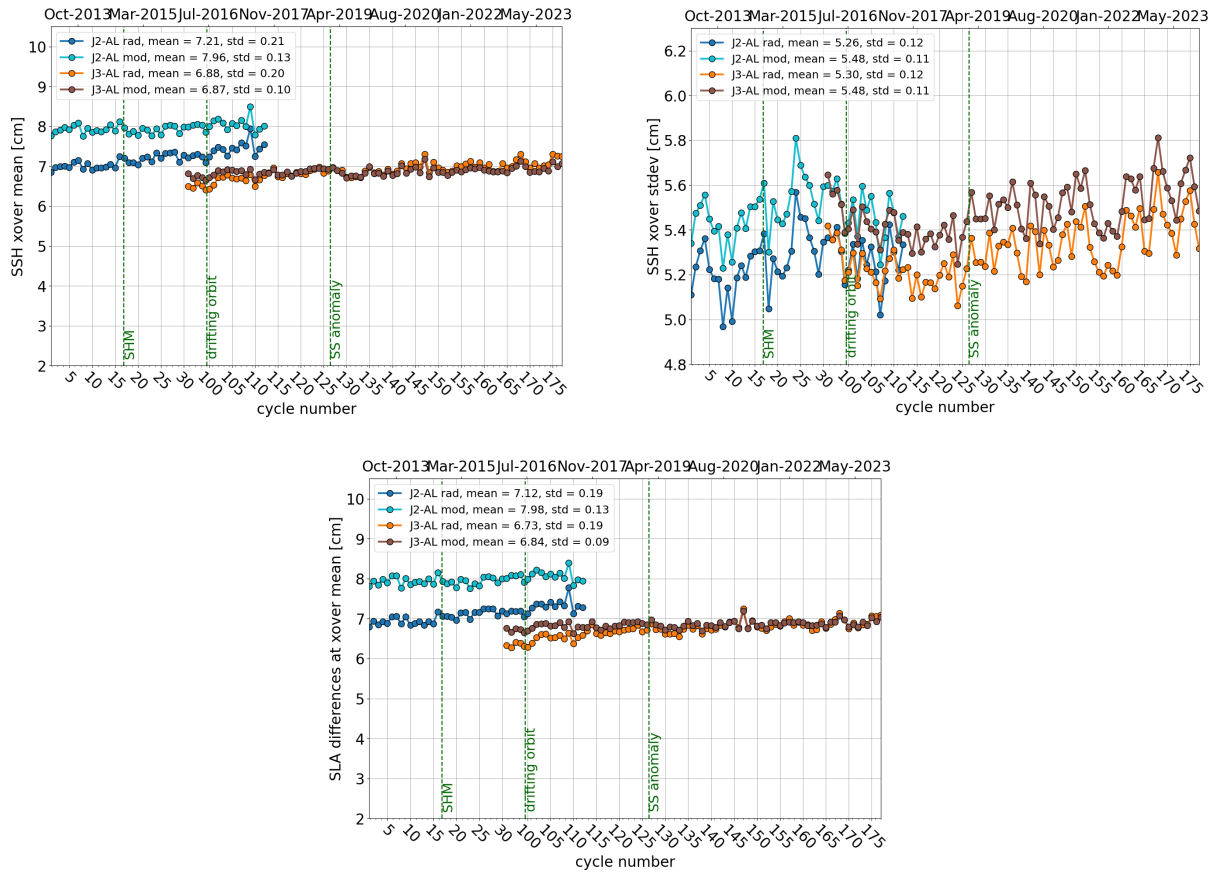 Oct-2013 Mar-2015 Jul-2016 Nov-2017 Apr-2019 Aug-2020 Jan-2022 May-2023
10
9
8
7
6
5
4
3
2
SSH xover mean [cm]
J2-AL rad, mean = 7.21, std = 0.21
J2-AL mod, mean = 7.96, std = 0.13
J3-AL rad, mean = 6.88, std = 0.20
J3-AL mod, mean = 6.87, std = 0.10
SHM
drifting orbit
SS anomaly
5 10 15 20 25 30 100 105 110 115 125 130 135 140 145 150 155 160 165 170 175
cycle number
Oct-2013 Mar-2015 Jul-2016 Nov-2017 Apr-2019 Aug-2020 Jan-2022 May-2023
6.2
6.0
5.8
5.6
5.4
5.2
5.0
4.8
SSH xover stdev [cm]
J2-AL rad, mean = 5.26, std = 0.12
J2-AL mod, mean = 5.48, std = 0.11
J3-AL rad, mean = 5.30, std = 0.12
J3-AL mod, mean = 5.48, std = 0.11
SHM
drifting orbit
SS anomaly
5 10 15 20 25 30 100 105 110 115 125 130 135 140 145 150 155 160 165 170 175
cycle number
Oct-2013 Mar-2015 Jul-2016 Nov-2017 Apr-2019 Aug-2020 Jan-2022 May-2023
10
9
8
7
6
5
4
3
2
SLA differences at xover mean [cm]
J2-AL rad, mean = 7.12, std = 0.19
J2-AL mod, mean = 7.98, std = 0.13
J3-AL rad, mean = 6.73, std = 0.19
J3-AL mod, mean = 6.84, std = 0.09
SHM
drifting orbit
SS anomaly
5 10 15 20 25 30 100 105 110 115 125 130 135 140 145 150 155 160 165 170 175
cycle number